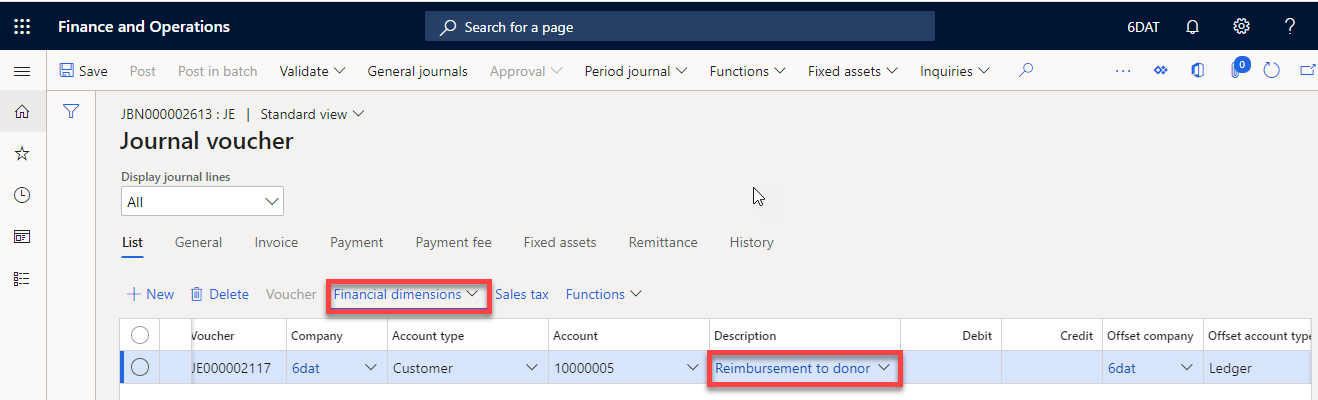 Finance and Operations Search for a page 6DAT ?
Save Post Post in batch Validate General journals Approval Period journal Functions Fixed assets Inquiries ... 0
JBN000002613 : JE | Standard view
Journal voucher
Display journal lines
All
List General Invoice Payment Payment fee Fixed assets Remittance History
+ New Delete Voucher Financial dimensions Sales tax Functions
Voucher Company Account type Account Description Debit Credit Offset company Offset account type
JE000002117 6dat Customer 10000005 Reimbursement to donor 6dat Ledger